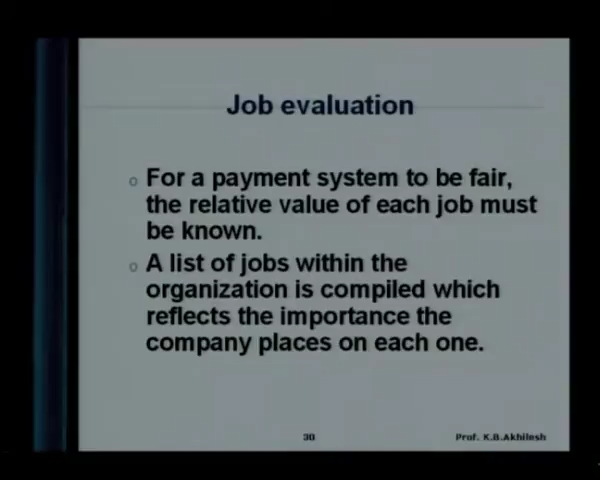 Job evaluation
For a payment system to be fair,
the relative value of each job must
be known.
A list of jobs within the
organization is compiled which
reflects the importance the
company places on each one.
30
Prof. K.B.Akhilesh